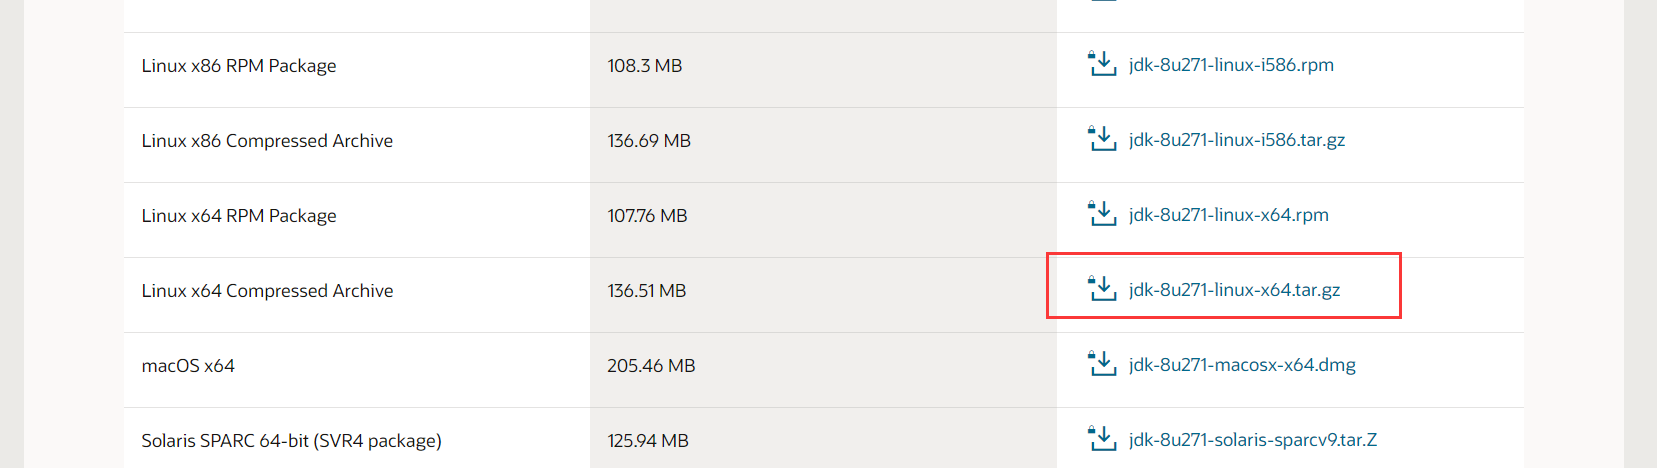 Linux x86 RPM Package 108.3 MB jdk-8u271-linux-i586.rpm
Linux x86 Compressed Archive 136.69 MB jdk-8u271-linux-i586.tar.gz
Linux x64 RPM Package 107.76 MB jdk-8u271-linux-x64.rpm
Linux x64 Compressed Archive 136.51 MB jdk-8u271-linux-x64.tar.gz
macOS x64 205.46 MB jdk-8u271-macosx-x64.dmg
Solaris SPARC 64-bit (SVR4 package) 125.94 MB jdk-8u271-solaris-sparcv9.tar.Z